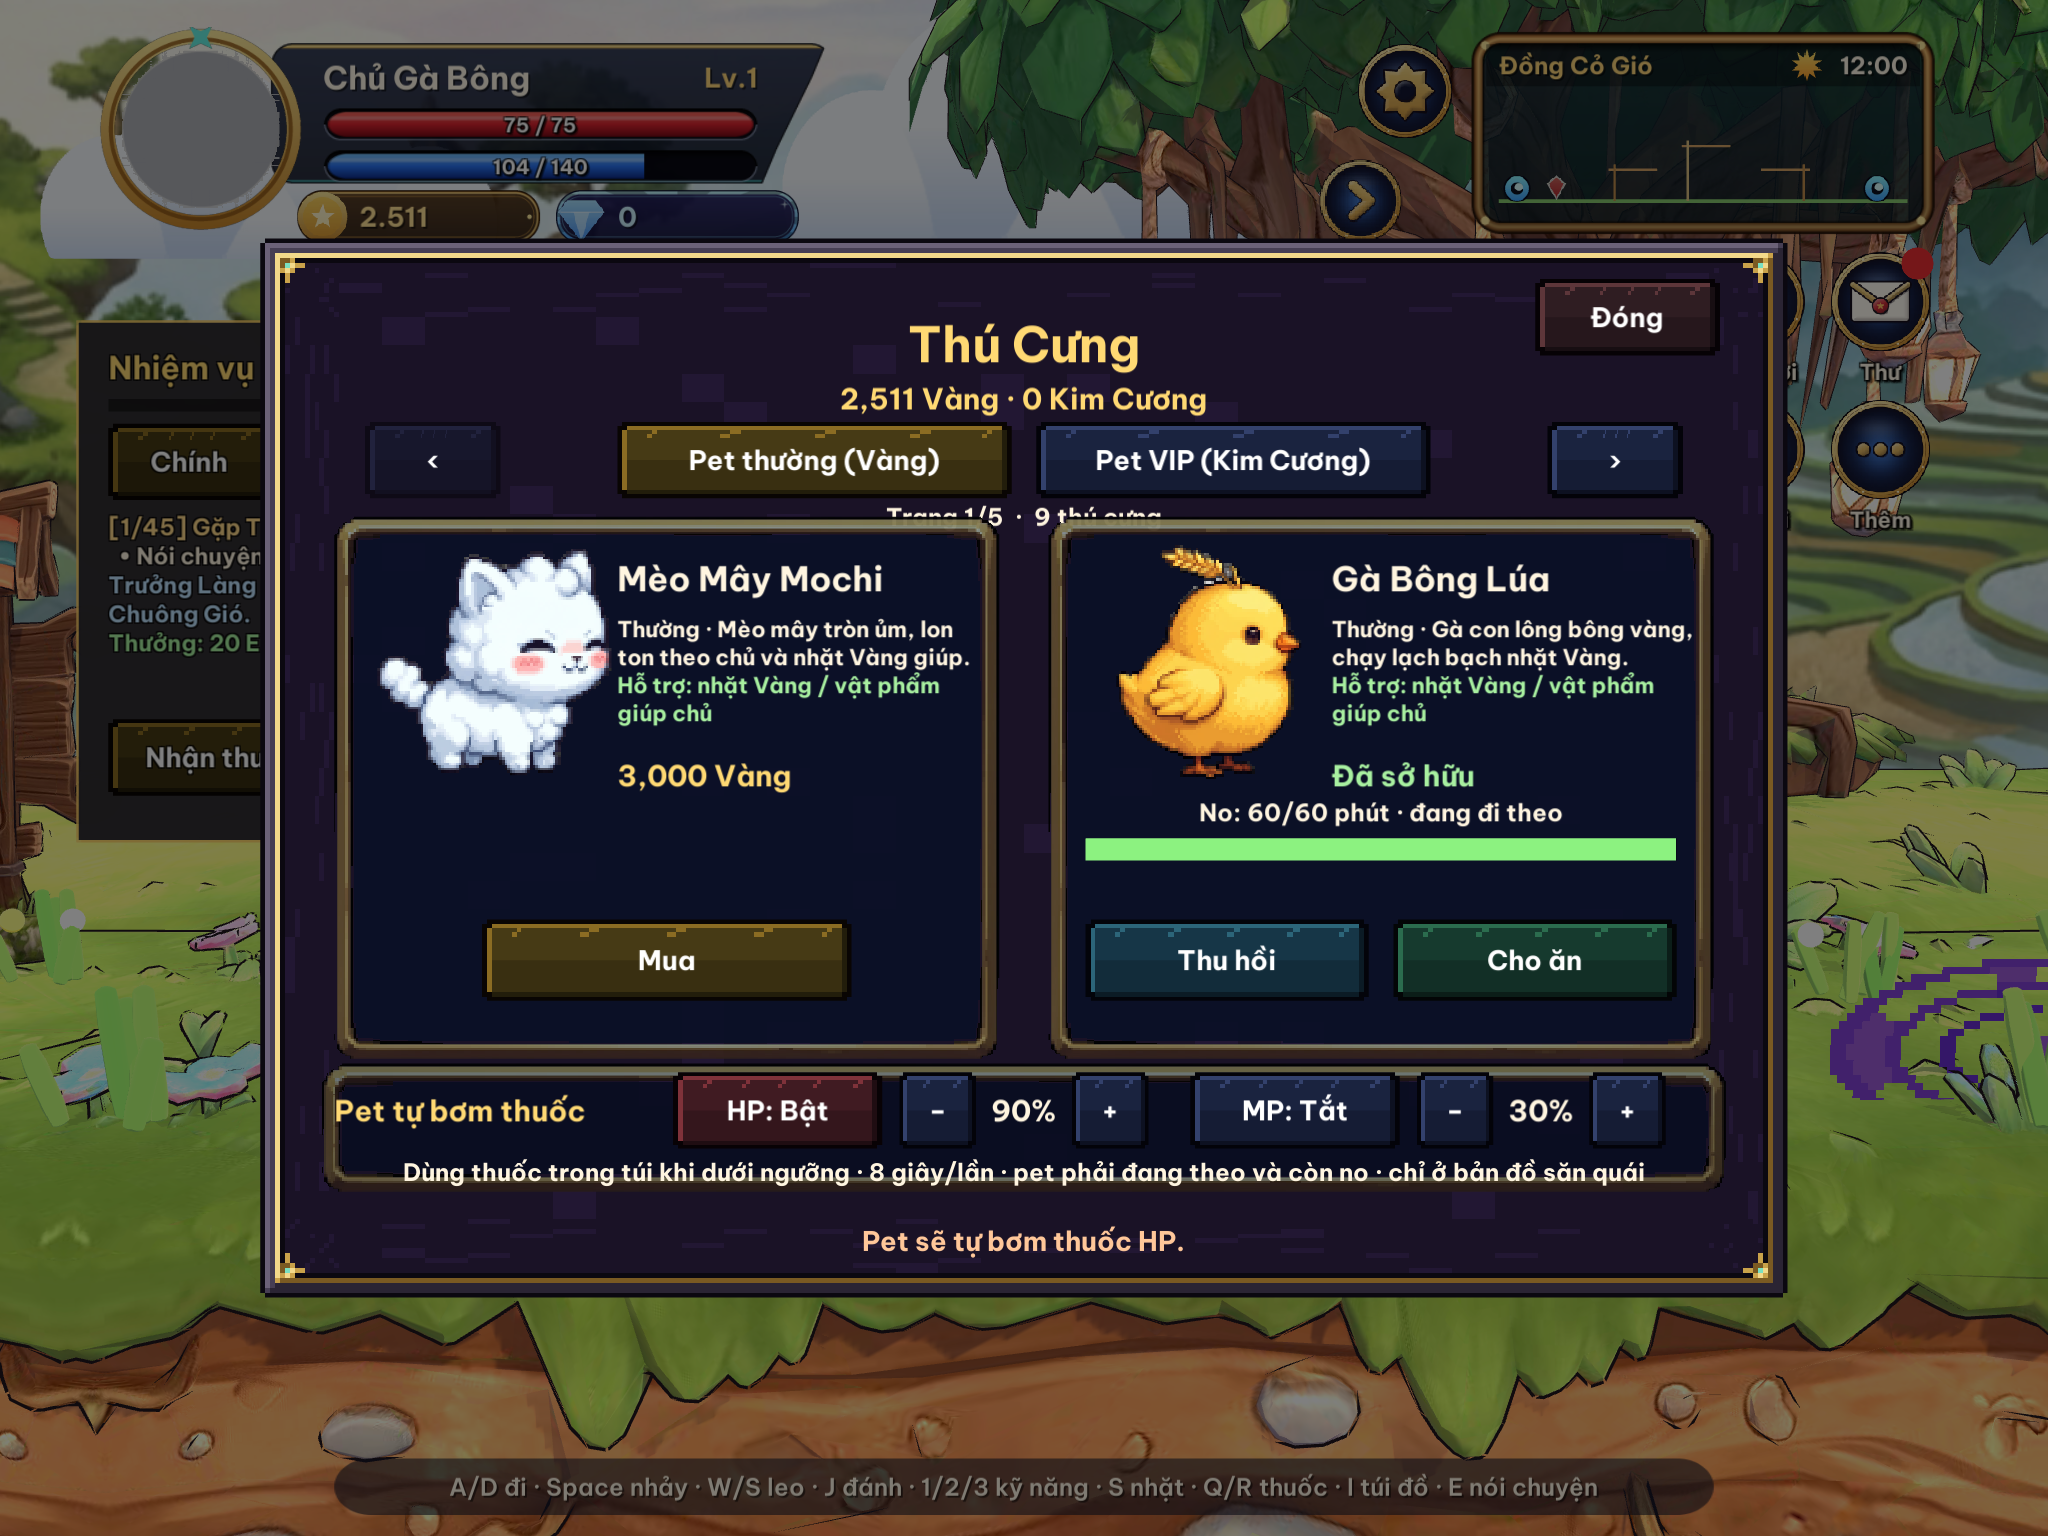 Chủ Gà Bông
Lv.1
75 / 75
104 / 140
2.511
0
Đồng Cỏ Gió
12:00
Thư
Thêm
Nhiệm vụ
Chính
[1/45] Gặp T
• Nói chuyện
Trưởng Làng
Chuông Gió.
Thưởng: 20 E
Nhận thu
Đóng
Thú Cưng
2,511 Vàng · 0 Kim Cương
<
Pet thường (Vàng)
Pet VIP (Kim Cương)
>
Trang 1/5 · 9 thú cưng
Mèo Mây Mochi
Thường · Mèo mây tròn ủm, lon
ton theo chủ và nhặt Vàng giúp.
Hỗ trợ: nhặt Vàng / vật phẩm
giúp chủ
3,000 Vàng
Mua
Gà Bông Lúa
Thường · Gà con lông bông vàng,
chạy lạch bạch nhặt Vàng.
Hỗ trợ: nhặt Vàng / vật phẩm
giúp chủ
Đã sở hữu
No: 60/60 phút · đang đi theo
Thu hồi
Cho ăn
Pet tự bơm thuốc
HP: Bật
-
90%
+
MP: Tắt
-
30%
+
Dùng thuốc trong túi khi dưới ngưỡng · 8 giây/lần · pet phải đang theo và còn no · chỉ ở bản đồ săn quái
Pet sẽ tự bơm thuốc HP.
A/D đi · Space nhảy · W/S leo · J đánh · 1/2/3 kỹ năng · S nhặt · Q/R thuốc · I túi đồ · E nói chuyện